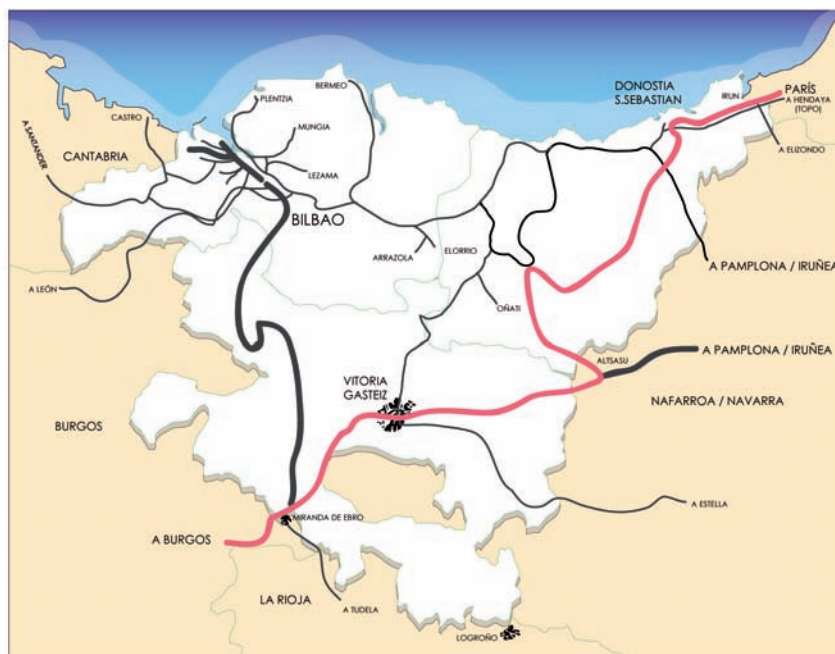 BERMEO
PLENTZIA
DONOSTIA
S.SEBASTIAN
IRUN
PARÍS
A HENDAYA
(TOPO)
CASTRO
MUNGIA
A SANTANDER
CANTABRIA
LEZAMA
A ELIZONDO
BILBAO
ARRAZOLA
ELORRIO
A PAMPLONA / IRUÑEA
A LEÓN
OÑATI
A PAMPLONA / IRUÑEA
ALTSASU
VITORIA
GASTEIZ
NAFARROA / NAVARRA
BURGOS
A ESTELLA
MIRANDA DE EBRO
A BURGOS
LA RIOJA
A TUDELA
LOGROÑO